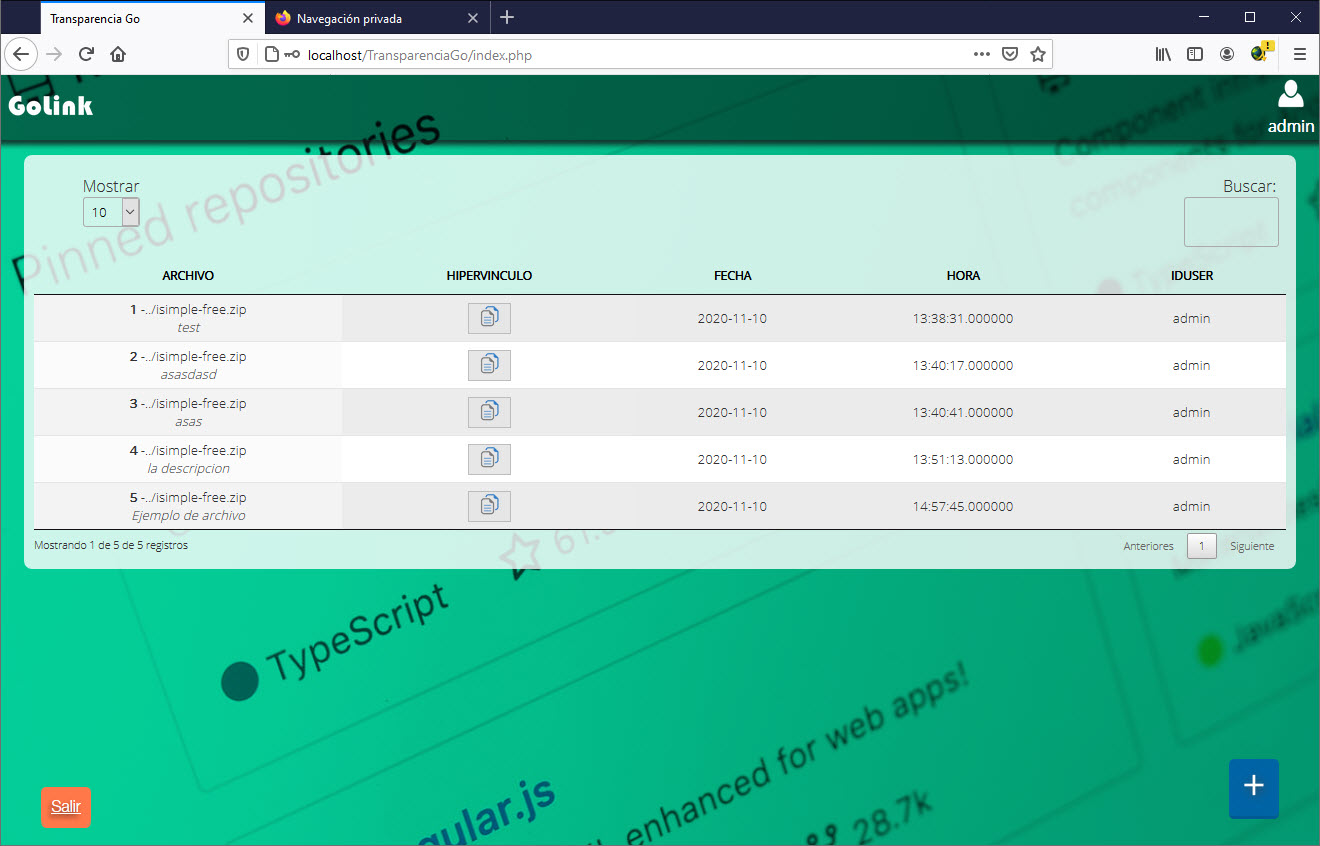 Transparencia Go
Navegación privada
localhost/TransparenciaGo/index.php
GoLink
admin
Pinned repositories
Mostrar
10
Buscar:
ARCHIVO HIPERVINCULO FECHA HORA IDUSER
1 -../isimple-free.zip
test
2020-11-10 13:38:31.000000 admin
2 -../isimple-free.zip
asasdasd
2020-11-10 13:40:17.000000 admin
3 -../isimple-free.zip
asas
2020-11-10 13:40:41.000000 admin
4 -../isimple-free.zip
la descripcion
2020-11-10 13:51:13.000000 admin
5 -../isimple-free.zip
Ejemplo de archivo
2020-11-10 14:57:45.000000 admin
Mostrando 1 de 5 de 5 registros
Anteriores 1 Siguiente
TypeScript
enhanced for web apps!
gular.js
28.7k
Salir